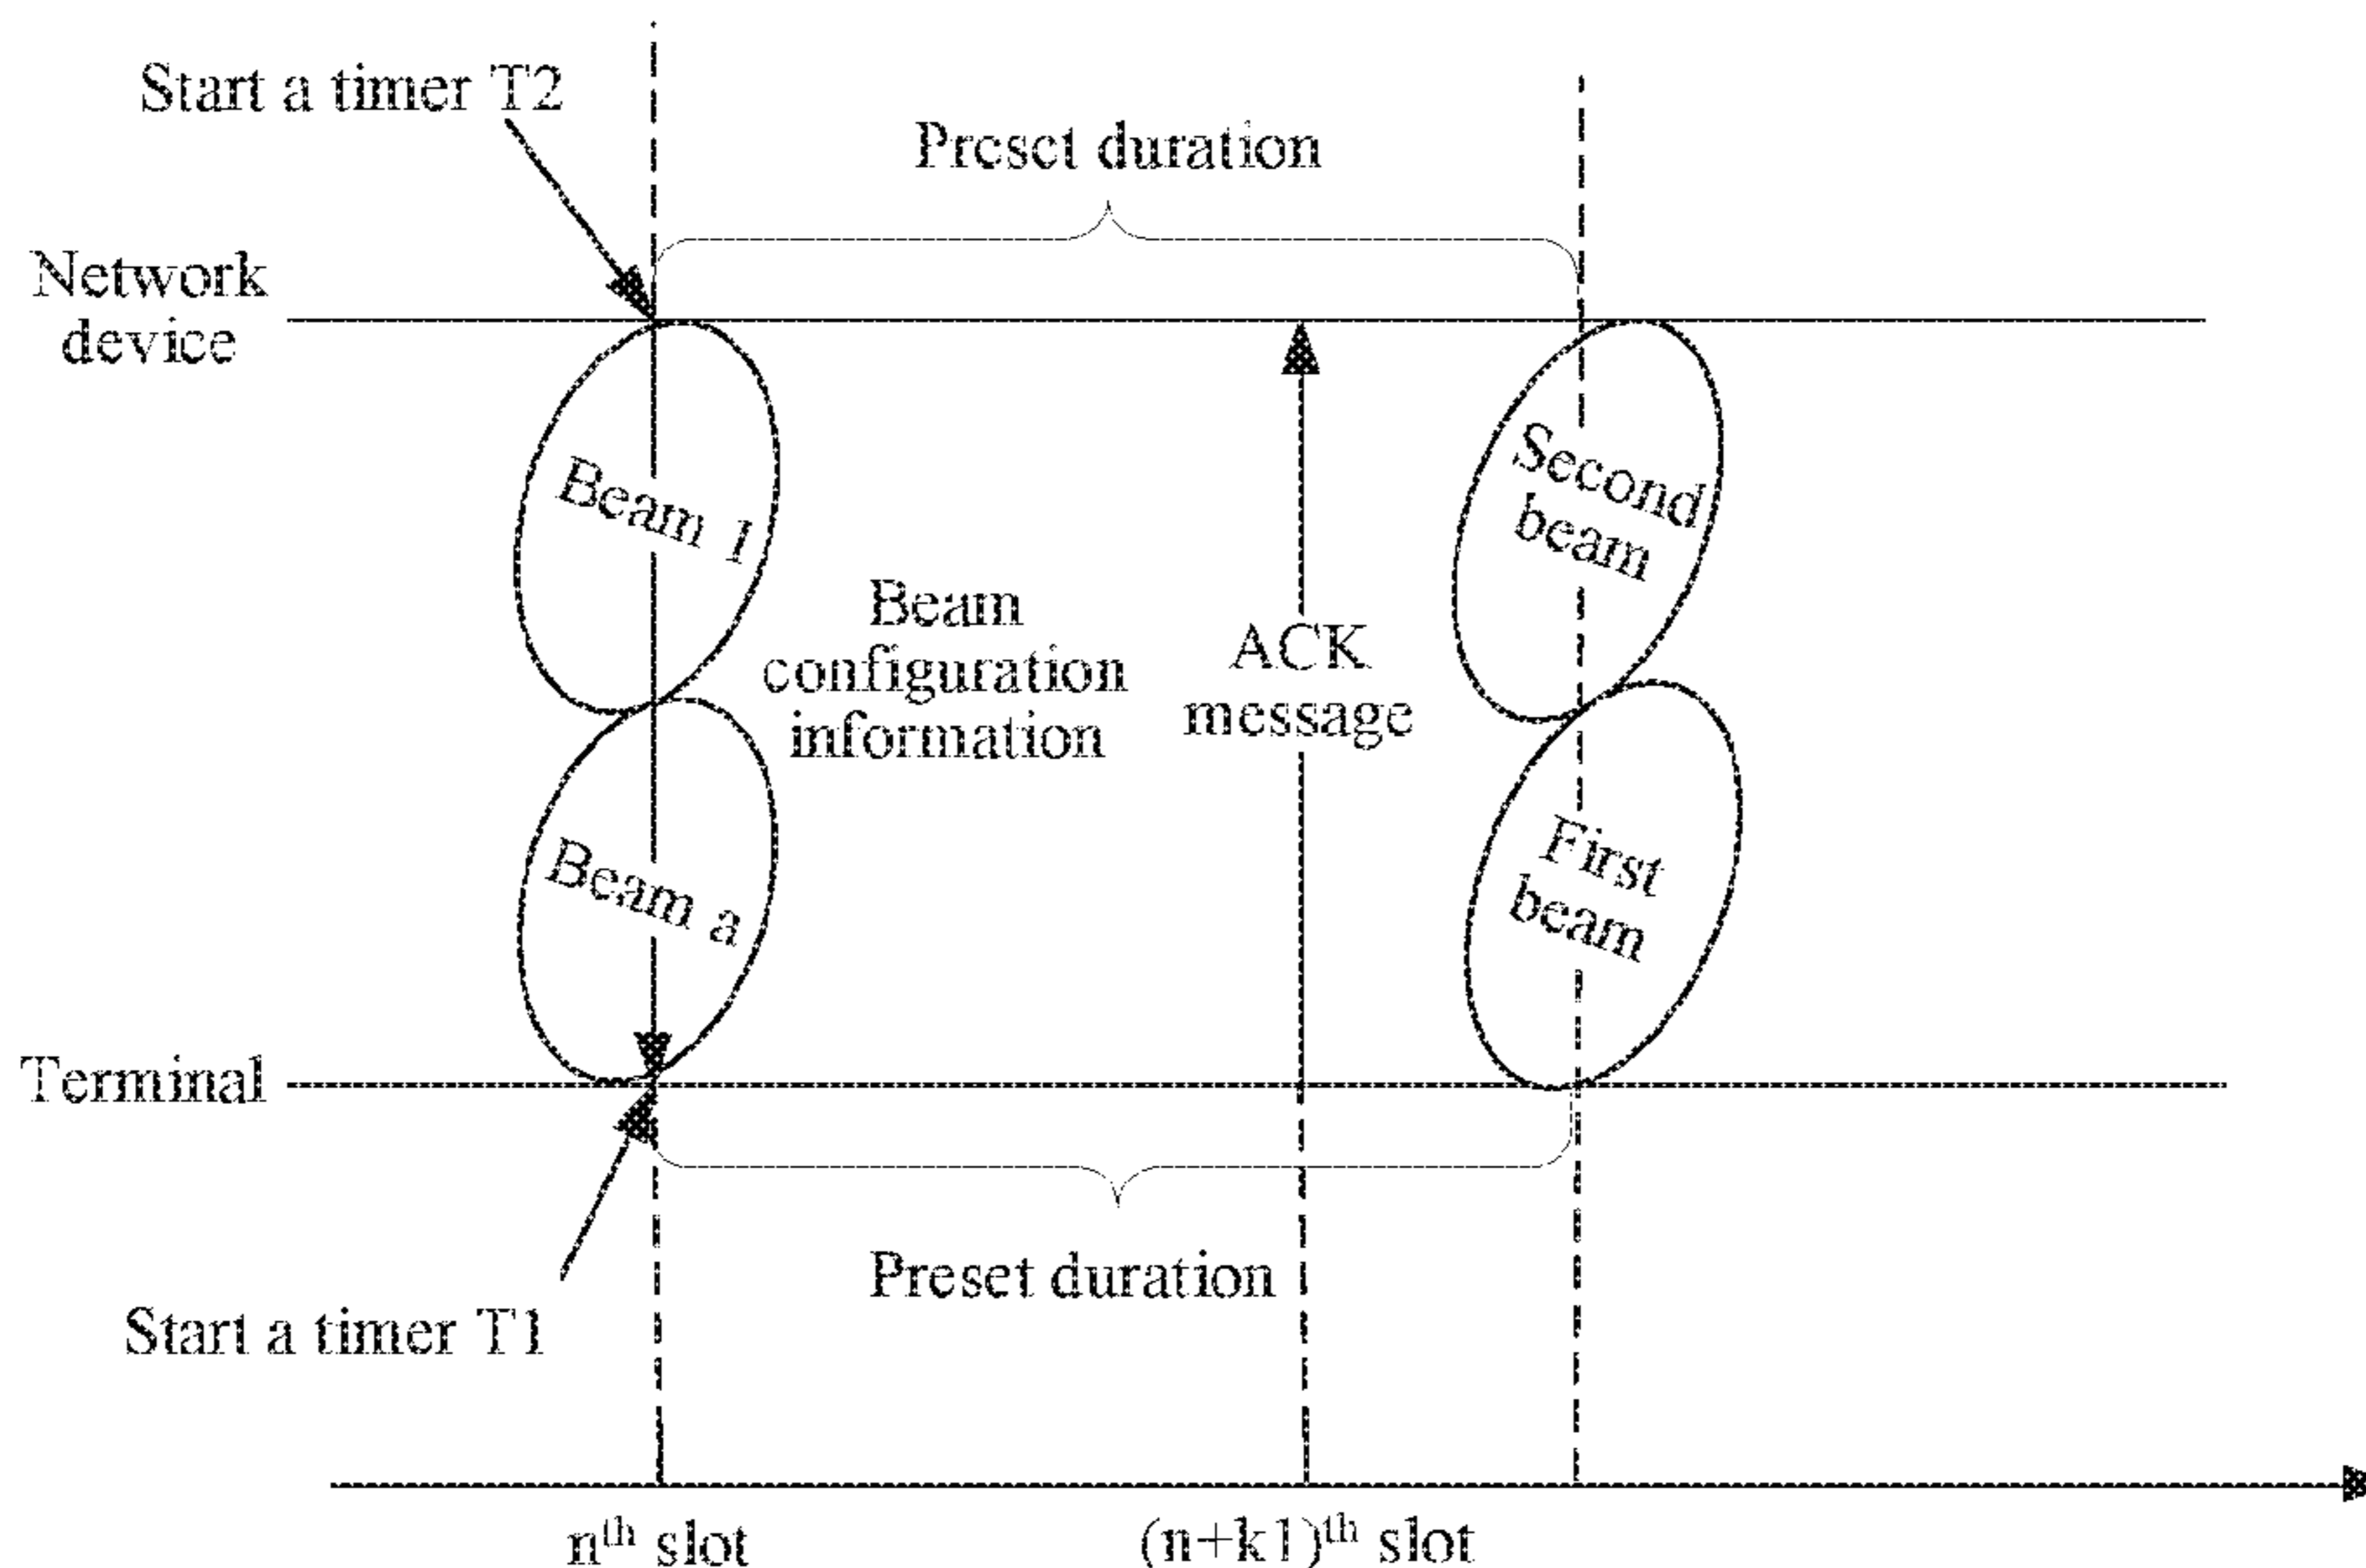 Start a timer T2
Preset duration
Network
device
Beam 1
Second
beam
Beam
configuration
information
ACK
message
Beam a
First
beam
Terminal
Preset duration
Start a timer T1
nth slot
(n+k1)th slot